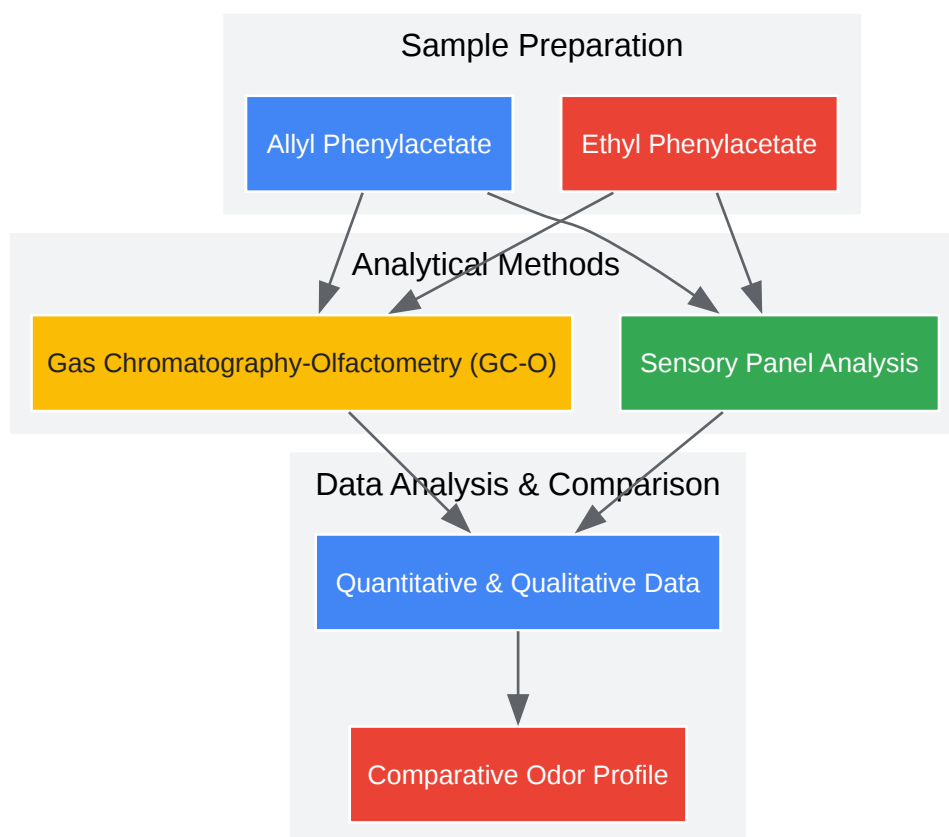 Sample Preparation
Allyl Phenylacetate
Ethyl Phenylacetate
Analytical Methods
Gas Chromatography-Olfactometry (GC-O)
Sensory Panel Analysis
Data Analysis & Comparison
Quantitative & Qualitative Data
Comparative Odor Profile